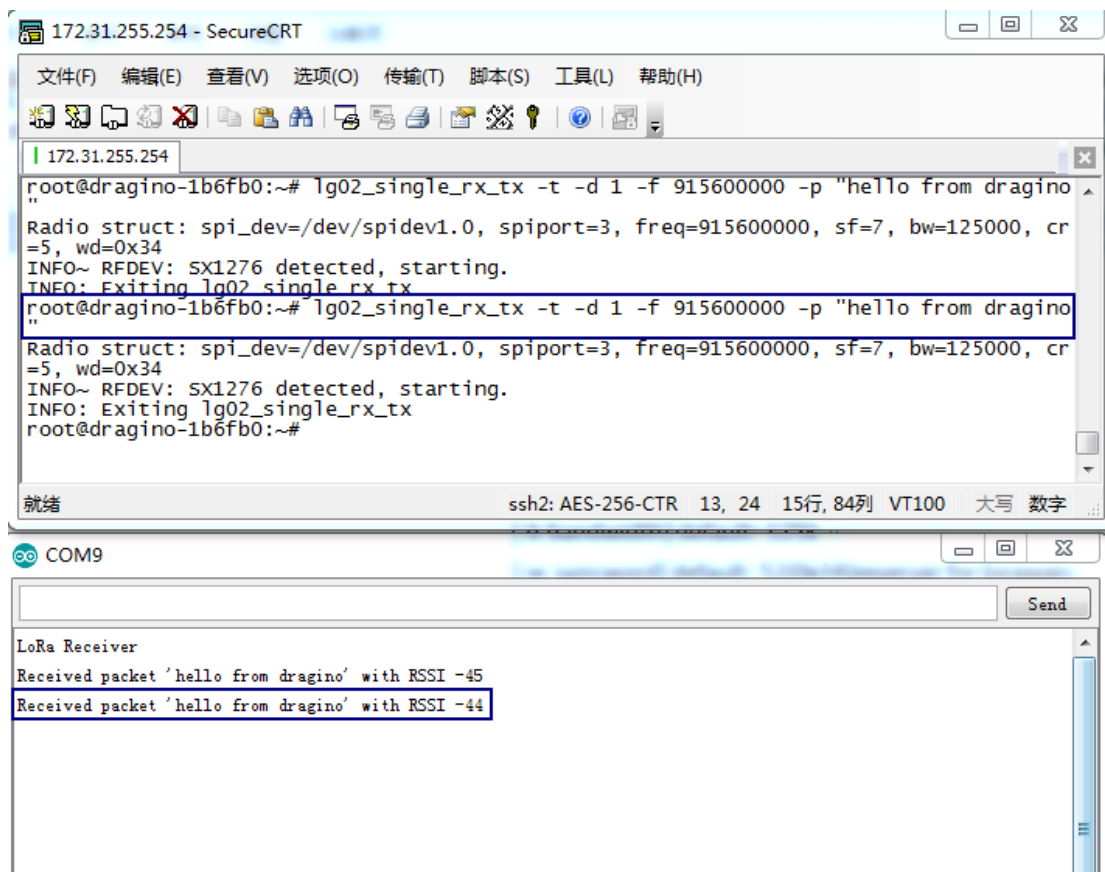 172.31.255.254 - SecureCRT
文件(F) 编辑(E) 查看(V) 选项(O) 传输(T) 脚本(S) 工具(L) 帮助(H)
172.31.255.254
root@dragino-1b6fb0:~# lg02_single_rx_tx -t -d 1 -f 915600000 -p "hello from dragino
"
Radio struct: spi_dev=/dev/spidev1.0, spiport=3, freq=915600000, sf=7, bw=125000, cr
=5, wd=0x34
INFO~ RFDEV: SX1276 detected, starting.
INFO: Exiting lg02_single_rx_tx
root@dragino-1b6fb0:~# lg02_single_rx_tx -t -d 1 -f 915600000 -p "hello from dragino
"
Radio struct: spi_dev=/dev/spidev1.0, spiport=3, freq=915600000, sf=7, bw=125000, cr
=5, wd=0x34
INFO~ RFDEV: SX1276 detected, starting.
INFO: Exiting lg02_single_rx_tx
root@dragino-1b6fb0:~#
就绪 ssh2: AES-256-CTR 13, 24 15行, 84列 VT100 大写 数字
COM9
Send
LoRa Receiver
Received packet 'hello from dragino' with RSSI -45
Received packet 'hello from dragino' with RSSI -44